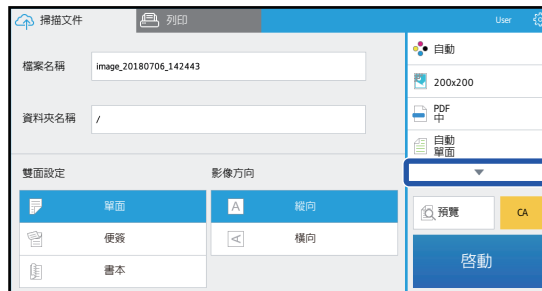 掃描文件
列印
User
檔案名稱
image_20180706_142443
資料夾名稱
/
雙面設定
影像方向
單面
便簽
書本
A
縱向
A
橫向
自動
200x200
PDF
中
自動
單面
預覽
CA
啓動